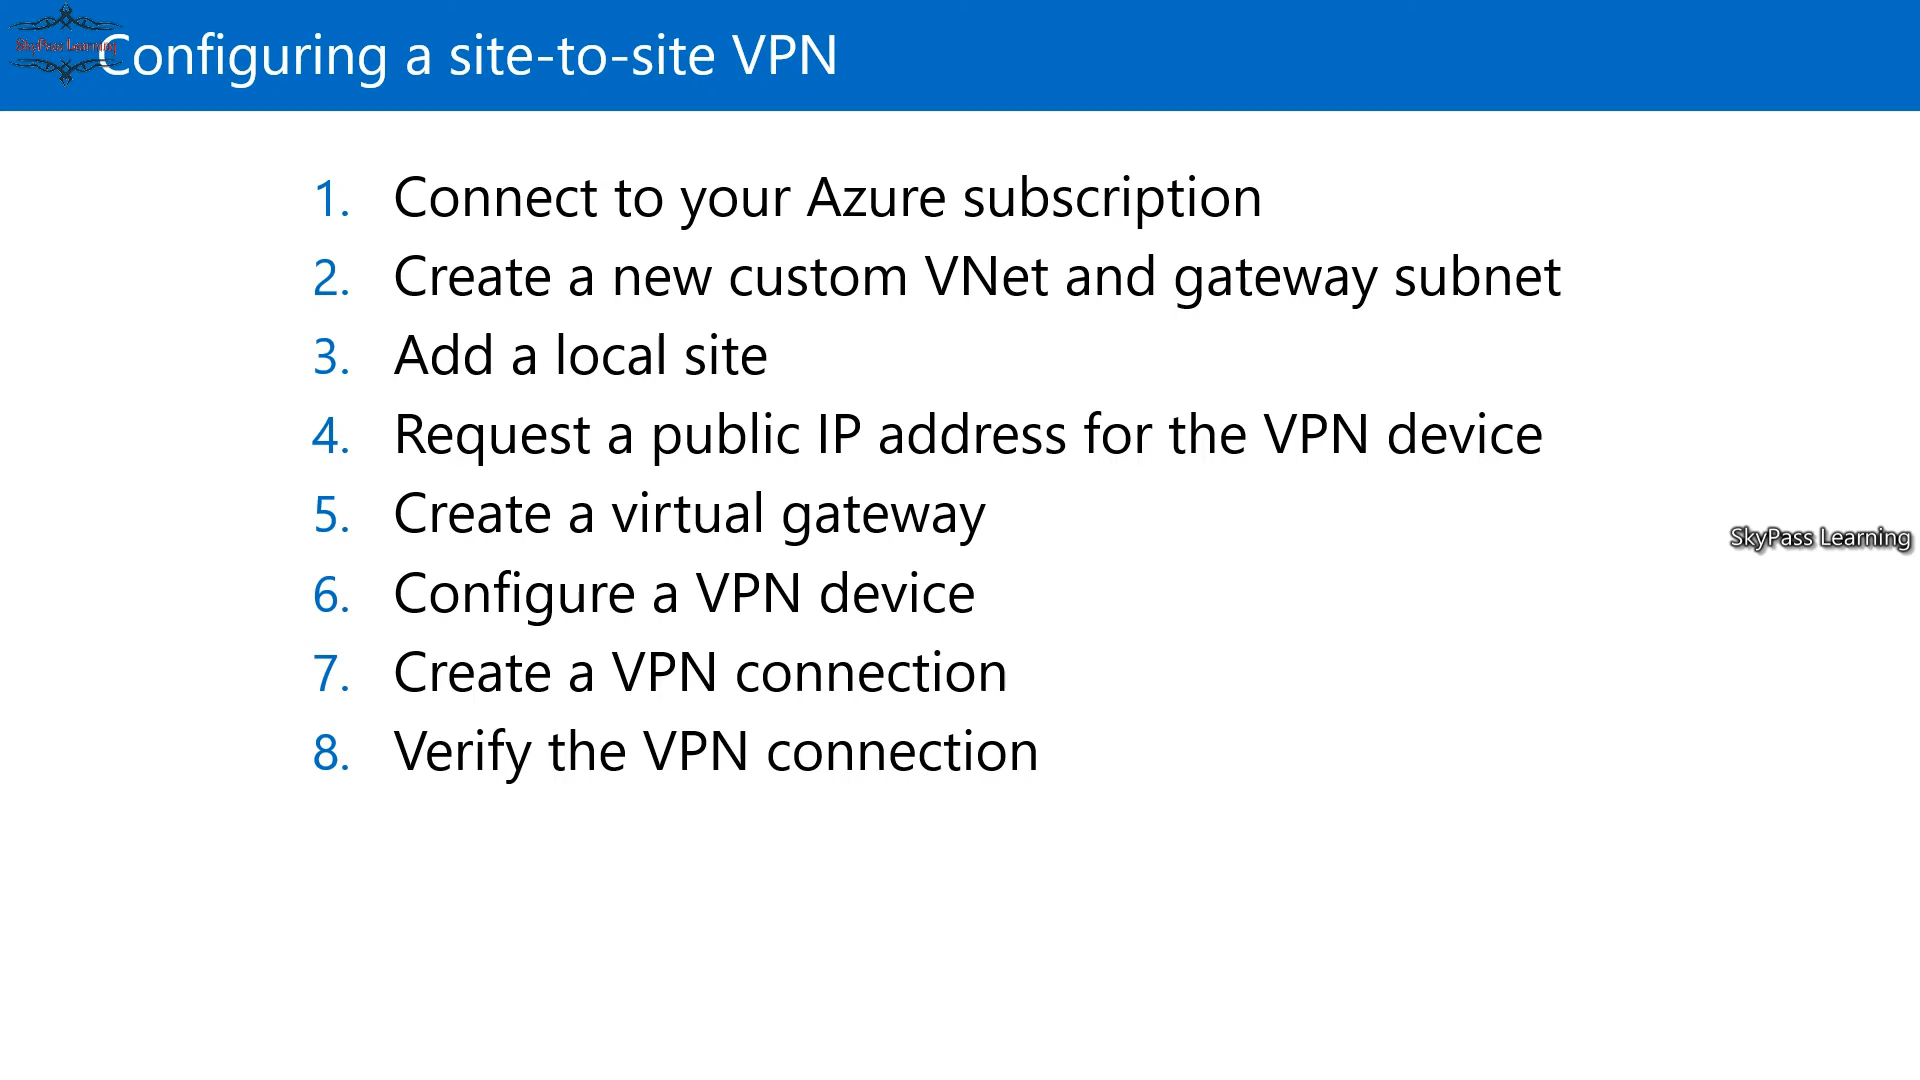 SkyPass Learning
Configuring a site-to-site VPN
1. Connect to your Azure subscription
2. Create a new custom VNet and gateway subnet
3. Add a local site
4. Request a public IP address for the VPN device
5. Create a virtual gateway
6. Configure a VPN device
7. Create a VPN connection
8. Verify the VPN connection
SkyPass Learning